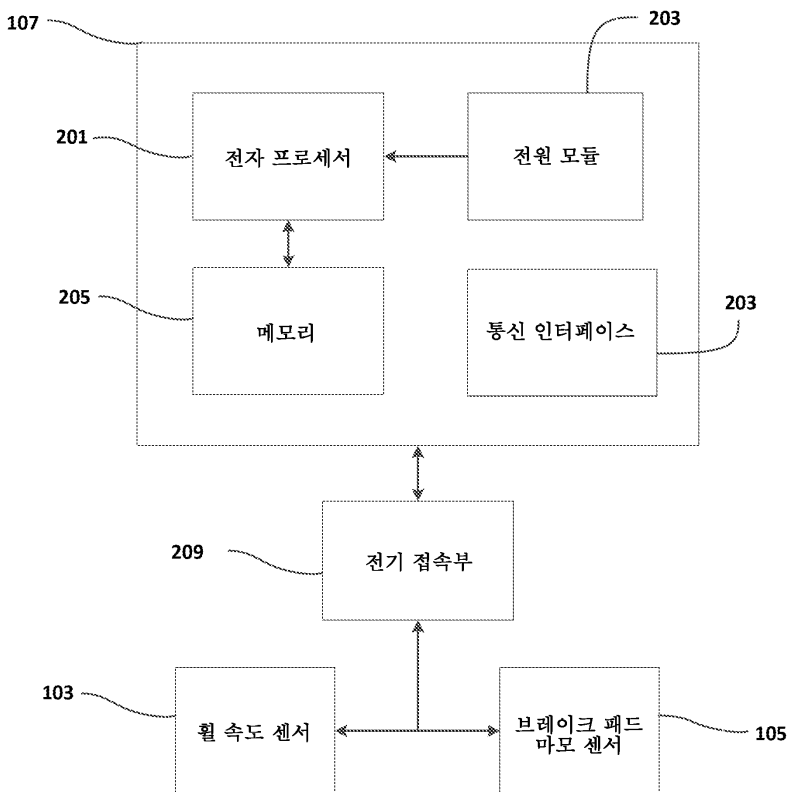 107
203
201
전자 프로세서
전원 모듈
205
메모리
통신 인터페이스
203
209
전기 접속부
103
휠 속도 센서
브레이크 패드
마모 센서
105